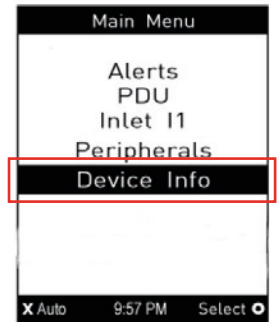 Main Menu
Alerts
PDU
Inlet I1
Peripherals
Device Info
X Auto 9:57 PM Select O